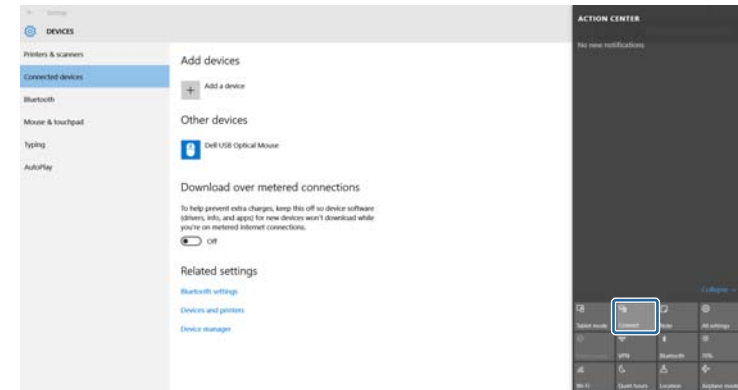 Settings
DEVICES
Printers & scanners
Connected devices
Bluetooth
Mouse & touchpad
Typing
AutoPlay
Add devices
Add a device
Other devices
Dell USB Optical Mouse
Download over metered connections
To help prevent extra charges, keep this off so device software
(drivers, info, and apps) for new devices won't download while
you're on metered Internet connections.
Off
Related settings
Bluetooth settings
Devices and printers
Device manager
ACTION CENTER
No new notifications
Collapse
Tablet mode
Connect
Note
All settings
VPN
Bluetooth
75%
Wi-Fi
Quiet hours
Location
Airplane mode